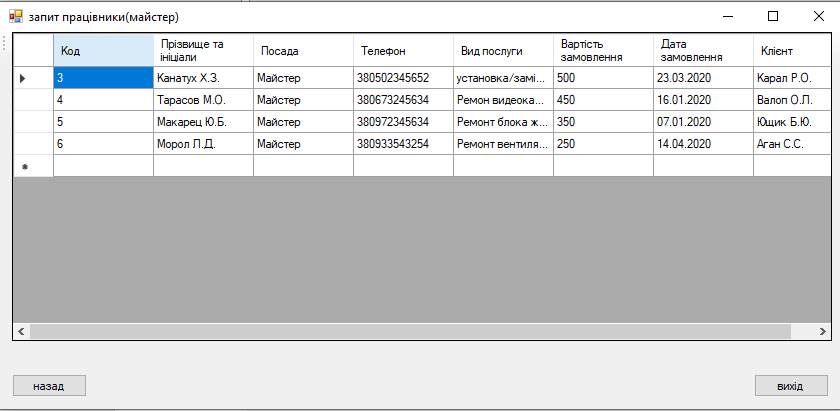 запит працівники(майстер)
Код Прізвище та ініціали Посада Телефон Вид послуги Вартість замовлення Дата замовлення Клієнт
3 Канатух Х.З. Майстер 380502345652 установка/замі... 500 23.03.2020 Карал Р.О.
4 Тарасов М.О. Майстер 380673245634 Ремон видеока... 450 16.01.2020 Валоп О.Л.
5 Макарец Ю.Б. Майстер 380972345634 Ремонт блока ж... 350 07.01.2020 Ющик Б.Ю.
6 Морол Л.Д. Майстер 380933543254 Ремонт вентиля... 250 14.04.2020 Аган С.С.
назад вихід